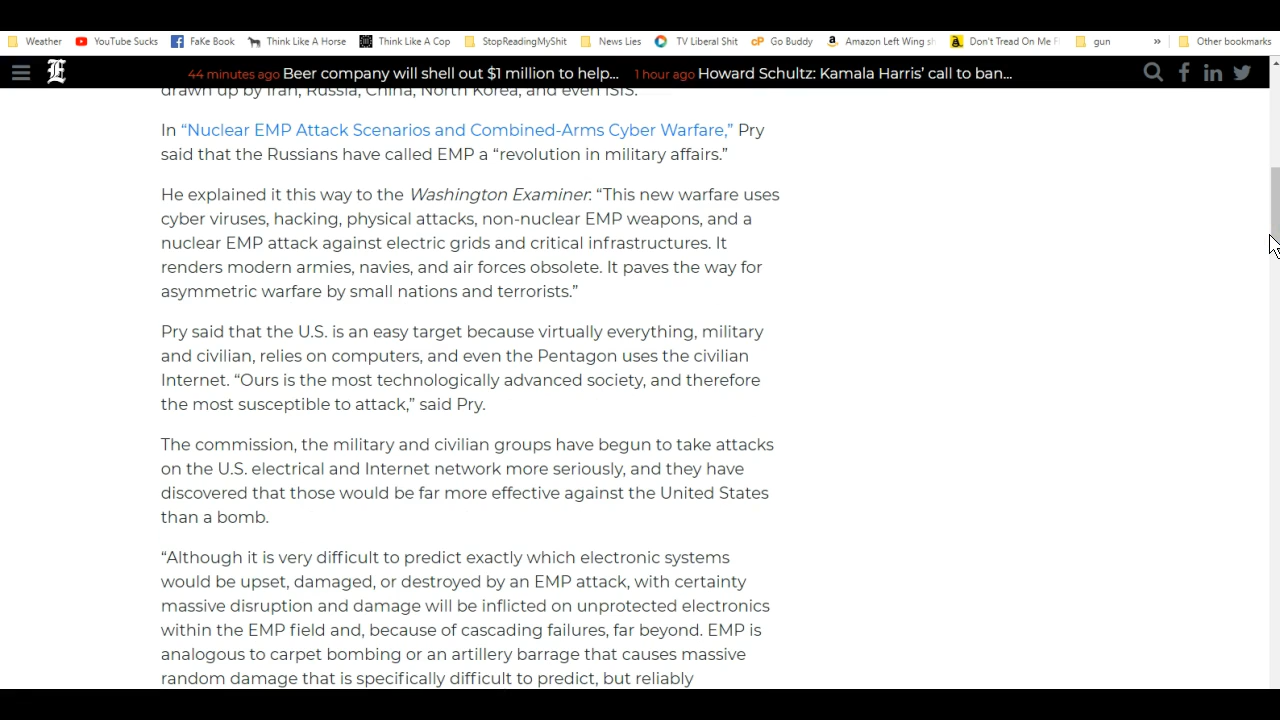 Weather YouTube Sucks FaKe Book Think Like A Horse Think Like A Cop StopReadingMyShit News Lies TV Liberal Shit Go Buddy Amazon Left Wing sh Don't Tread On Me F gun » Other bookmarks
E 44 minutes ago Beer company will shell out $1 million to help... 1 hour ago Howard Schultz: Kamala Harris’ call to ban...
drawn up by Iran, Russia, China, North Korea, and even ISIS.
In “Nuclear EMP Attack Scenarios and Combined-Arms Cyber Warfare,” Pry
said that the Russians have called EMP a “revolution in military affairs.”
He explained it this way to the Washington Examiner: “This new warfare uses
cyber viruses, hacking, physical attacks, non-nuclear EMP weapons, and a
nuclear EMP attack against electric grids and critical infrastructures. It
renders modern armies, navies, and air forces obsolete. It paves the way for
asymmetric warfare by small nations and terrorists.”
Pry said that the U.S. is an easy target because virtually everything, military
and civilian, relies on computers, and even the Pentagon uses the civilian
Internet. “Ours is the most technologically advanced society, and therefore
the most susceptible to attack,” said Pry.
The commission, the military and civilian groups have begun to take attacks
on the U.S. electrical and Internet network more seriously, and they have
discovered that those would be far more effective against the United States
than a bomb.
“Although it is very difficult to predict exactly which electronic systems
would be upset, damaged, or destroyed by an EMP attack, with certainty
massive disruption and damage will be inflicted on unprotected electronics
within the EMP field and, because of cascading failures, far beyond. EMP is
analogous to carpet bombing or an artillery barrage that causes massive
random damage that is specifically difficult to predict, but reliably